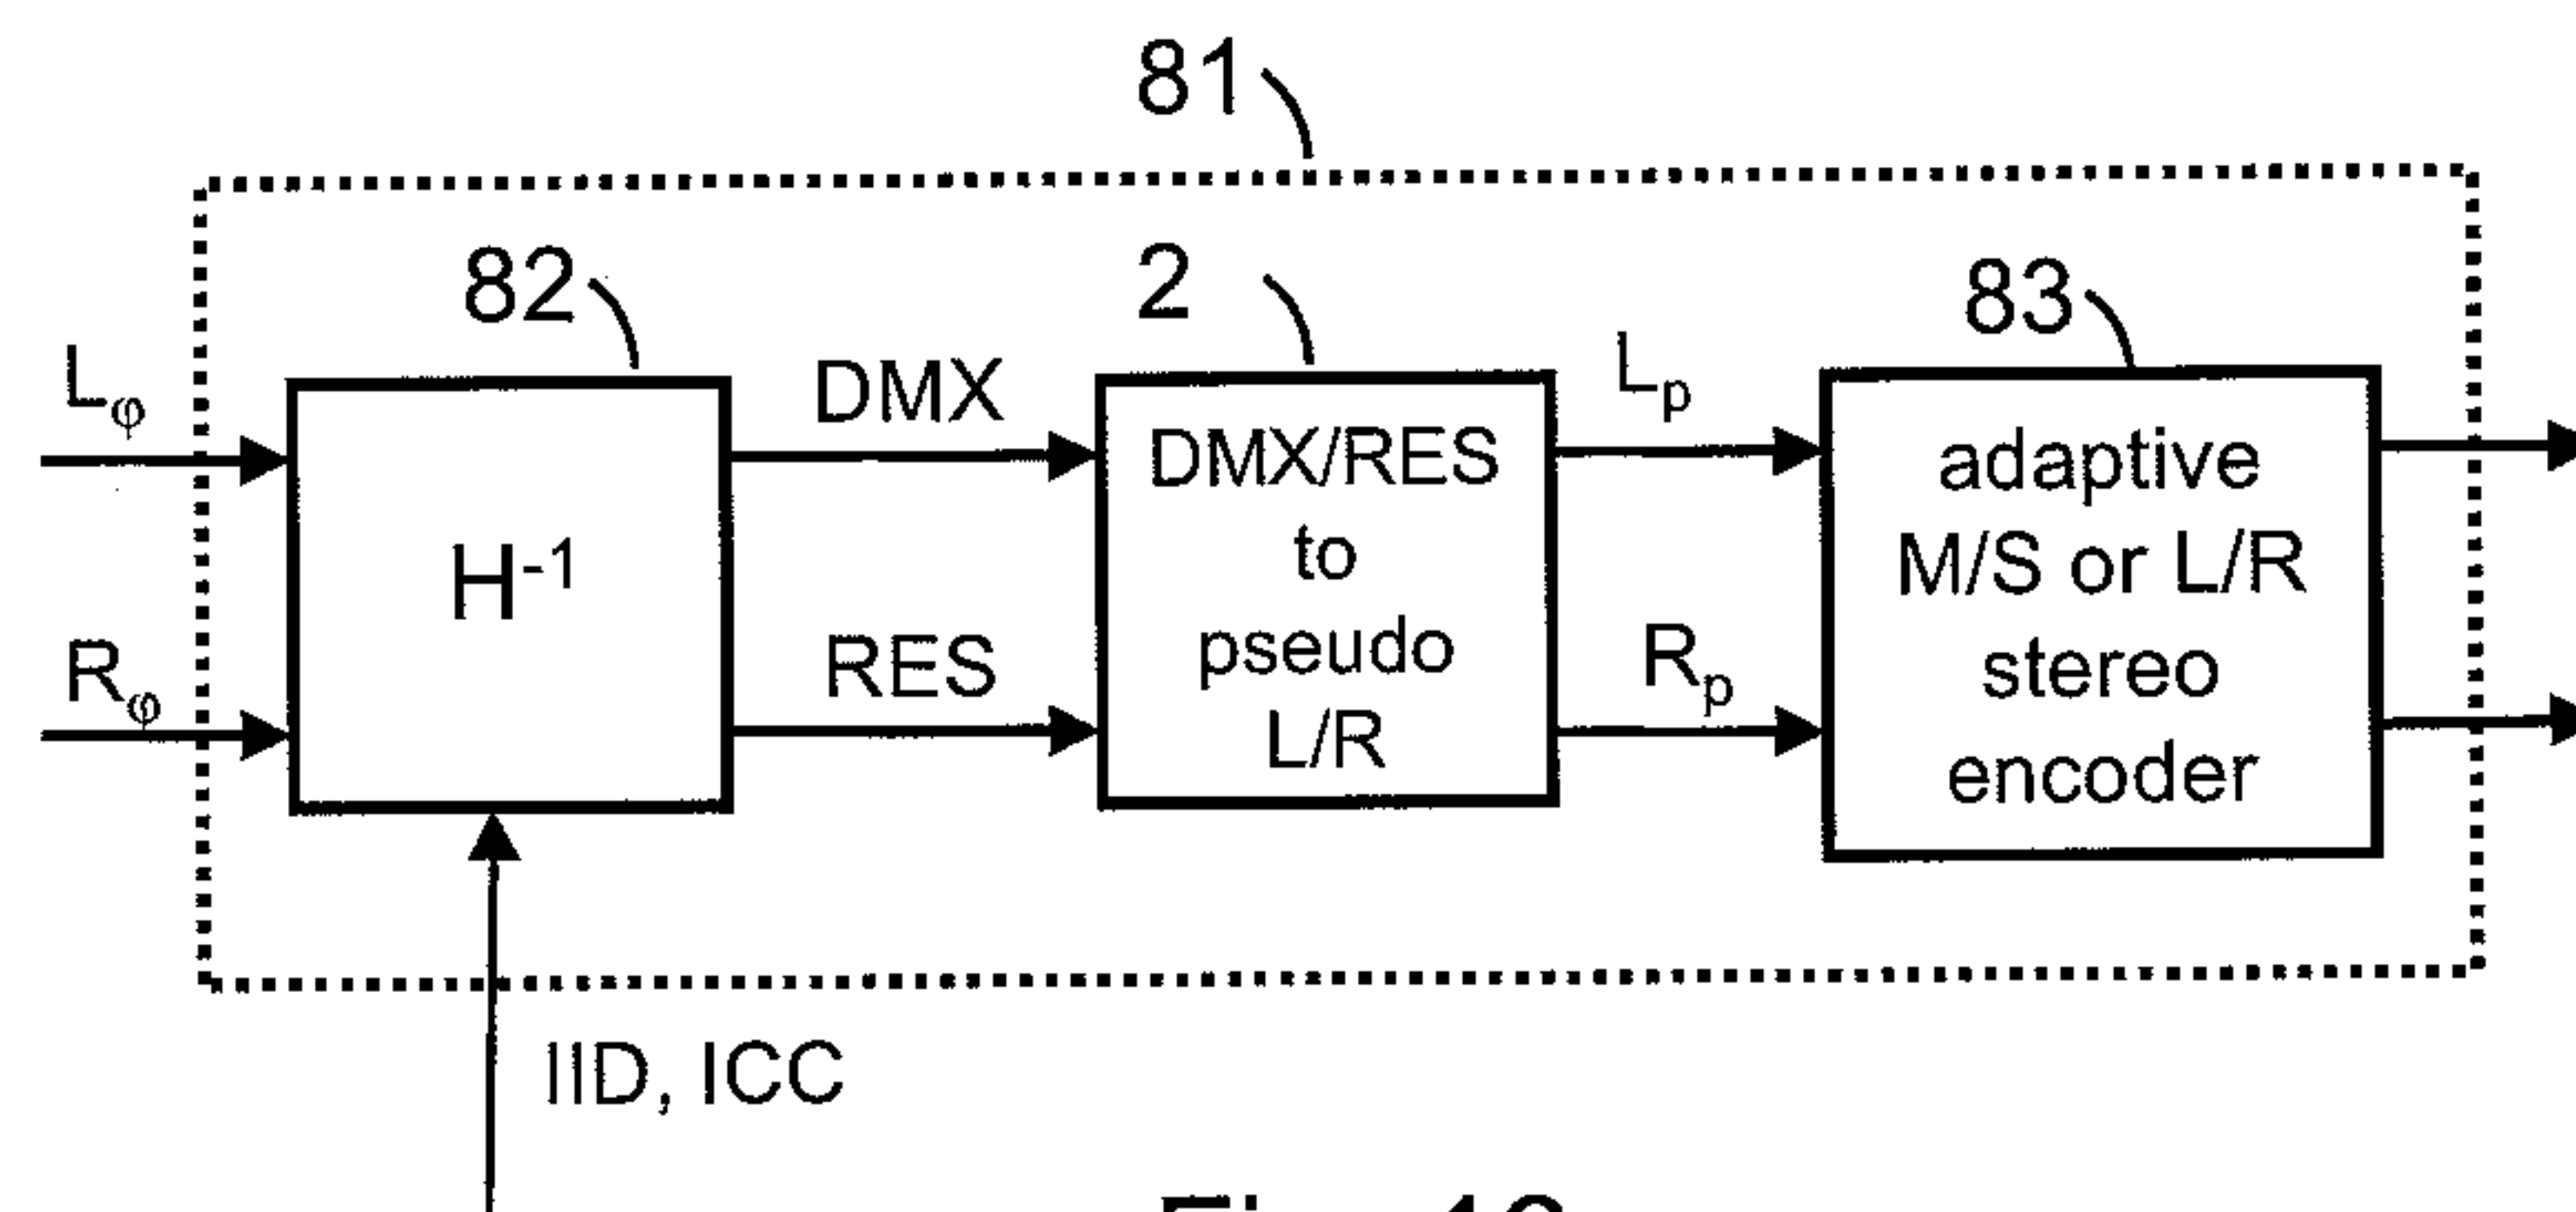 81
82
2
83
Lφ
DMX
Lp
Rφ
RES
Rp
H-1
DMX/RES
to
pseudo
L/R
adaptive
M/S or L/R
stereo
encoder
IID, ICC